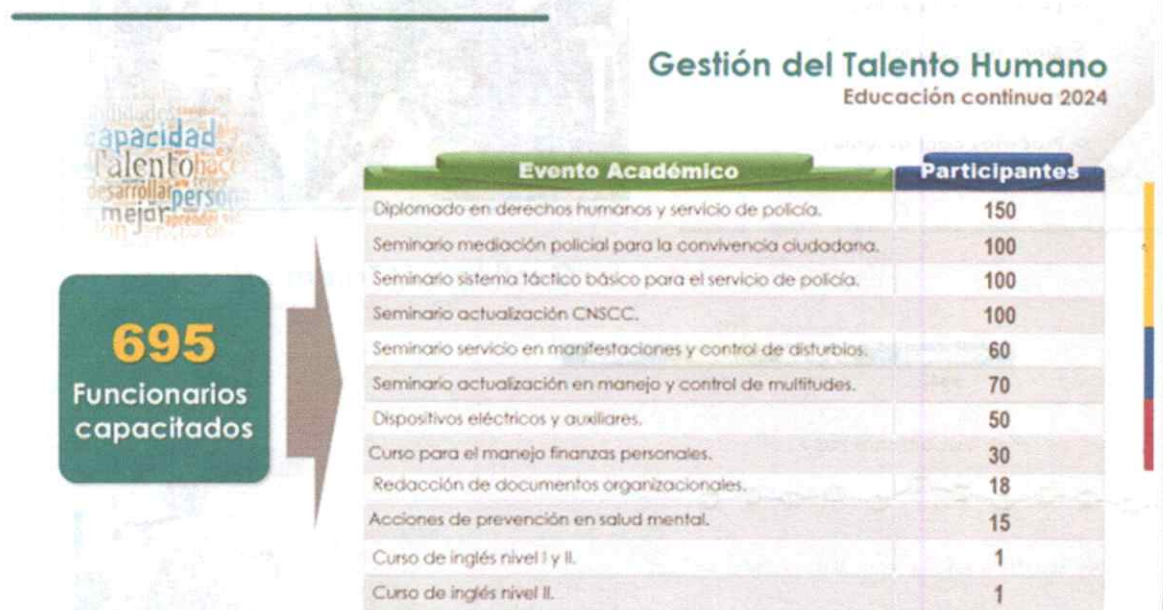 Gestión del Talento Humano
Educación continua 2024
capacidad
Talento
desarrollar
mejor
aprender
695
Funcionarios
capacitados
Evento Académico Participantes
Diplomado en derechos humanos y servicio de policía. 150
Seminario mediación policial para la convivencia ciudadana. 100
Seminario sistema táctico básico para el servicio de policía. 100
Seminario actualización CNSCC. 100
Seminario servicio en manifestaciones y control de disturbios. 60
Seminario actualización en manejo y control de multitudes. 70
Dispositivos eléctricos y auxiliares. 50
Curso para el manejo finanzas personales. 30
Redacción de documentos organizacionales. 18
Acciones de prevención en salud mental. 15
Curso de inglés nivel I y II. 1
Curso de inglés nivel II. 1